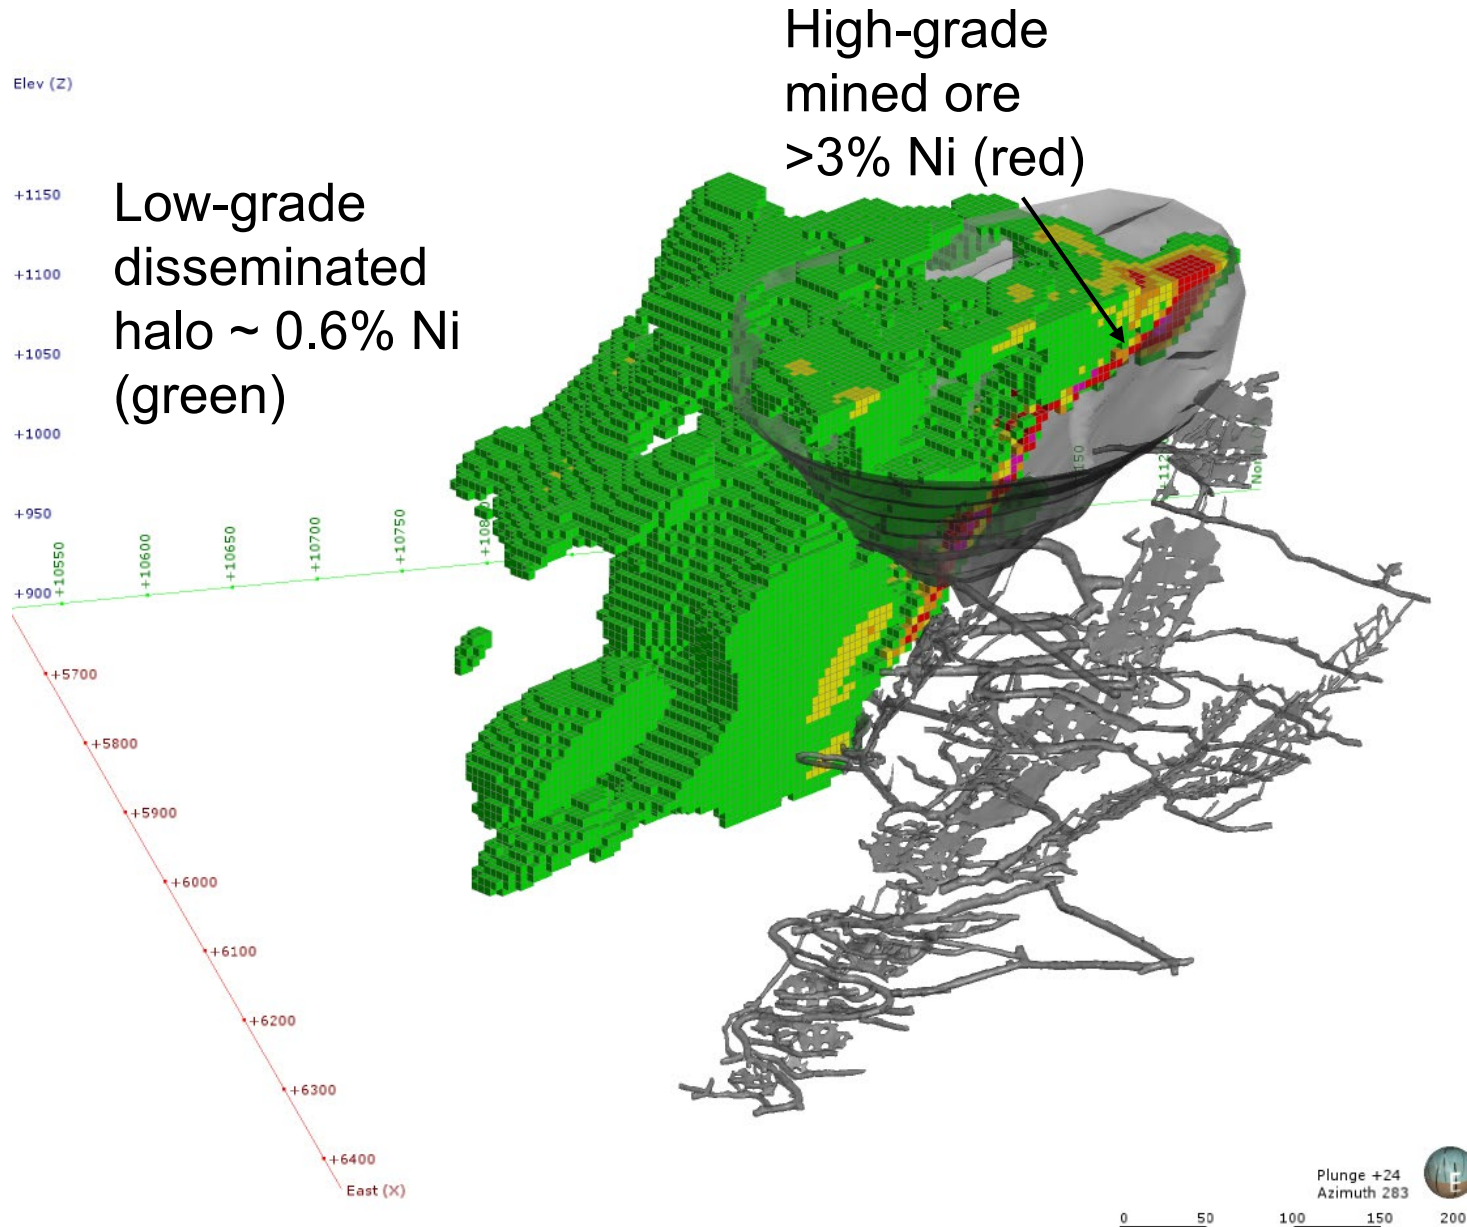 High-grade
mined ore
>3% Ni (red)
Elev (Z)
Low-grade
disseminated
halo ~ 0.6% Ni
(green)
+1150
+1100
+1050
+1000
+950
+900
+10550
+10600
+10650
+10700
+10750
+5700
+5800
+5900
+6000
+6100
+6200
+6300
+6400
East (X)
Plunge +24
Azimuth 283
0 50 100 150 200